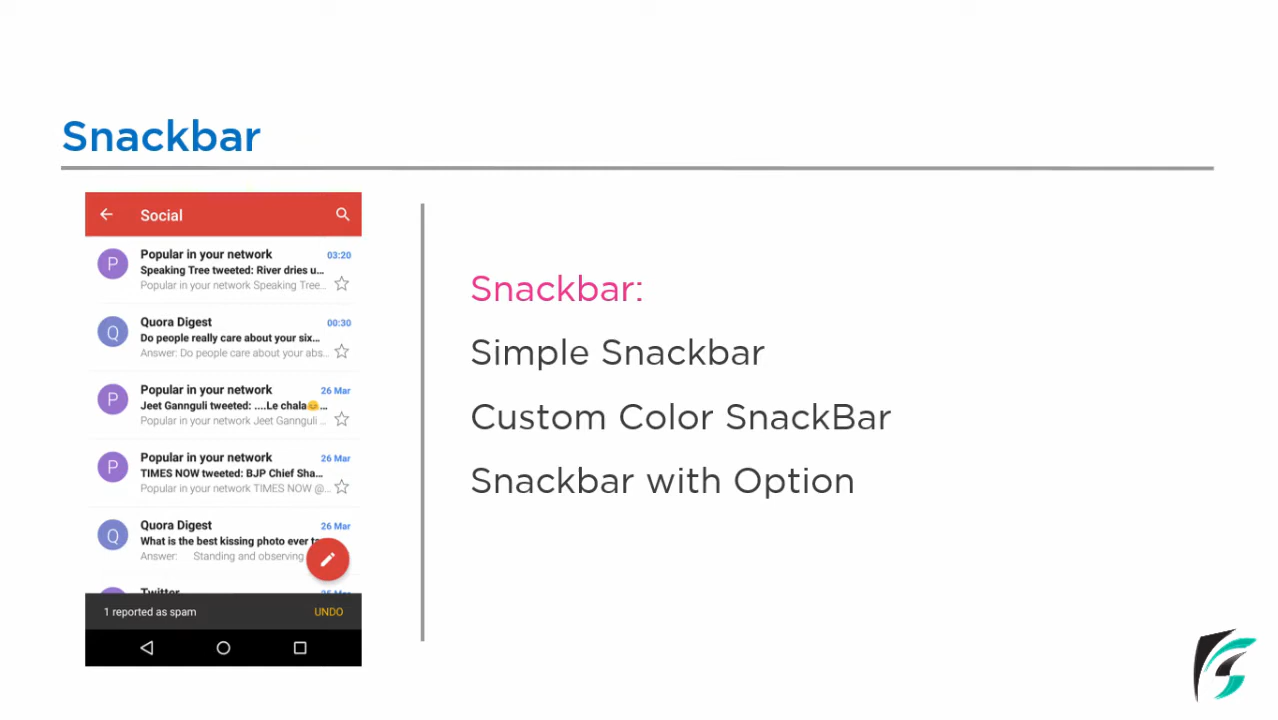 Snackbar
Social
P
Popular in your network 03:20
Speaking Tree tweeted: River dries u...
Popular in your network Speaking Tree...
Q
Quora Digest 00:30
Do people really care about your six...
Answer: Do people care about your abs...
P
Popular in your network 26 Mar
Jeet Gannguli tweeted: ....Le chala😊...
Popular in your network Jeet Gannguli ...
P
Popular in your network 26 Mar
TIMES NOW tweeted: BJP Chief Sha...
Popular in your network TIMES NOW @...
Q
Quora Digest 26 Mar
What is the best kissing photo ever ta
Answer: Standing and observing
Twitter
1 reported as spam UNDO
Snackbar:
Simple Snackbar
Custom Color SnackBar
Snackbar with Option